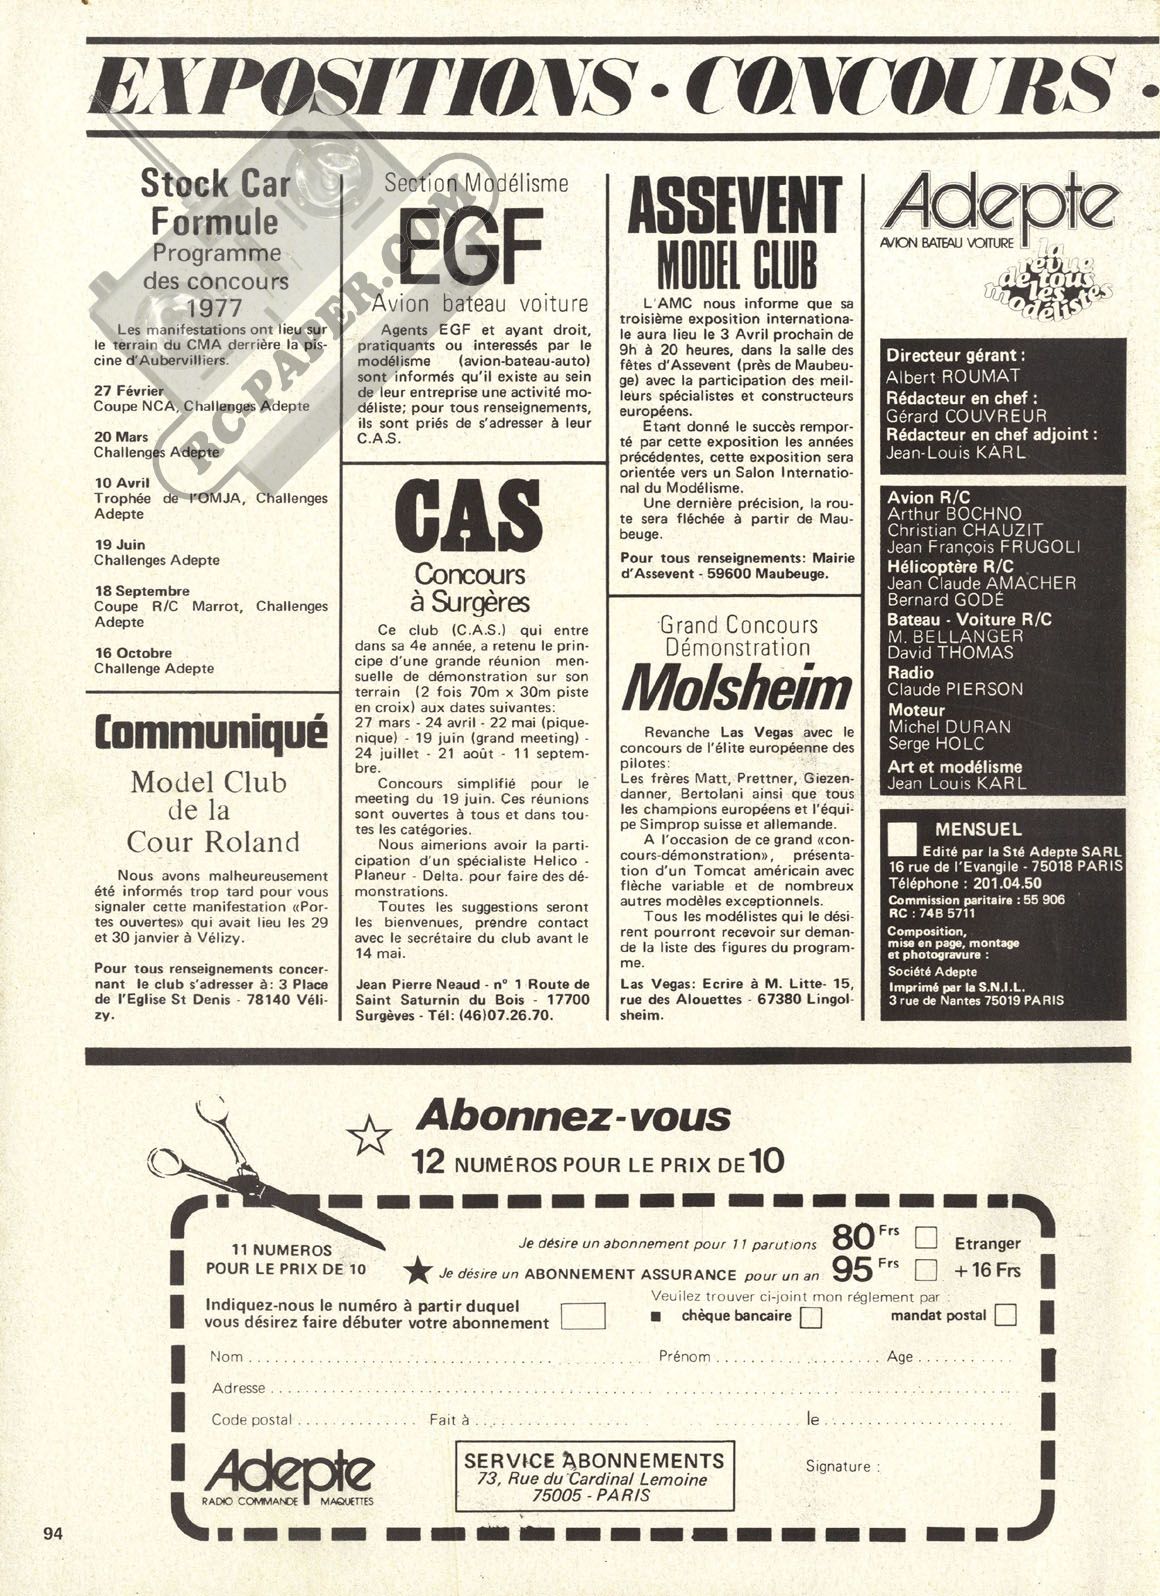 EXPOSITIONS · CONCOURS ·
Stock Car
Formule
Programme
des concours
1977
Les manifestations ont lieu sur
le terrain du CMA derrière la pis-
cine d'Aubervilliers.
27 Février
Coupe NCA, Challenges Adepte
20 Mars
Challenges Adepte
10 Avril
Trophée de l'OMJA, Challenges
Adepte
19 Juin
Challenges Adepte
18 Septembre
Coupe R/C Marrot, Challenges
Adepte
16 Octobre
Challenge Adepte
Communiqué
Model Club
de la
Cour Roland
Nous avons malheureusement
été informés trop tard pour vous
signaler cette manifestation «Por-
tes ouvertes» qui avait lieu les 29
et 30 janvier à Vélizy.
Pour tous renseignements concer-
nant le club s'adresser à: 3 Place
de l'Eglise St Denis - 78140 Véli-
zy.
Section Modélisme
EGF
Avion bateau voiture
Agents EGF et ayant droit,
pratiquants ou interessés par le
modélisme (avion-bateau-auto)
sont informés qu'il existe au sein
de leur entreprise une activité mo-
déliste; pour tous renseignements,
ils sont priés de s'adresser à leur
C.A.S.
CAS
Concours
à Surgères
Ce club (C.A.S.) qui entre
dans sa 4e année, a retenu le prin-
cipe d'une grande réunion men-
suelle de démonstration sur son
terrain (2 fois 70m x 30m piste
en croix) aux dates suivantes:
27 mars - 24 avril - 22 mai (pique-
nique) - 19 juin (grand meeting) -
24 juillet - 21 août - 11 septem-
bre.
Concours simplifié pour le
meeting du 19 juin. Ces réunions
sont ouvertes à tous et dans tou-
tes les catégories.
Nous aimerions avoir la par-
ticipation d'un spécialiste Helico -
Planeur - Delta. pour faire des dé-
monstrations.
Toutes les suggestions seront
les bienvenues, prendre contact
avec le secrétaire du club avant le
14 mai.
Jean Pierre Neaud - n° 1 Route de
Saint Saturnin du Bois - 17700
Surgèves - Tél: (46)07.26.70.
ASSEVENT
MODEL CLUB
L'AMC nous informe que sa
troisième exposition internationa-
le aura lieu le 3 Avril prochain de
9h à 20 heures, dans la salle des
fêtes d'Assevent (près de Maubeu-
ge) avec la participation des meil-
leurs spécialistes et constructeurs
européens.
Etant donné le succès rempor-
té par cette exposition les années
précédentes, cette exposition sera
orientée vers un Salon Internatio-
nal du Modélisme.
Une dernière précision, la rou-
te sera fléchée à partir de Mau-
beuge.
Pour tous renseignements: Mairie
d'Assevent - 59600 Maubeuge.
Grand Concours
Démonstration
Molsheim
Revanche Las Vegas avec le
concours de l'élite européenne des
pilotes:
Les frères Matt, Prettner, Giezen-
danner, Bertolani ainsi que tous
les champions européens et l'équi-
pe Simprop suisse et allemande.
A l'occasion de ce grand «con-
cours-démonstration», présenta-
tion d'un Tomcat américain avec
flèche variable et de nombreux
autres modèles exceptionnels.
Tous les modélistes qui le dési-
rent pourront recevoir sur deman-
de la liste des figures du program-
me.
Las Vegas: Ecrire à M. Litte- 15,
rue des Alouettes - 67380 Lingol-
sheim.
Adepte
AVION BATEAU VOITURE
la
revue
de tous
les
modélistes
Directeur gérant :
Albert ROUMAT
Rédacteur en chef :
Gérard COUVREUR
Rédacteur en chef adjoint :
Jean-Louis KARL
Avion R/C
Arthur BOCHNO
Christian CHAUZIT
Jean François FRUGOLI
Hélicoptère R/C
Jean Claude AMACHER
Bernard GODÉ
Bateau - Voiture R/C
M. BELLANGER
David THOMAS
Radio
Claude PIERSON
Moteur
Michel DURAN
Serge HOLC
Art et modélisme
Jean Louis KARL
MENSUEL
Edité par la Sté Adepte SARL
16 rue de l'Evangile - 75018 PARIS
Téléphone : 201.04.50
Commission paritaire : 55 906
RC : 74B 5711
Composition,
mise en page, montage
et photogravure :
Société Adepte
Imprimé par la S.N.I.L.
3 rue de Nantes 75019 PARIS
RC-PAPER.COM
Abonnez-vous
12 NUMÉROS POUR LE PRIX DE 10
11 NUMEROS
POUR LE PRIX DE 10
Je désire un abonnement pour 11 parutions 80 Frs Etranger
Je désire un ABONNEMENT ASSURANCE pour un an 95 Frs + 16 Frs
Indiquez-nous le numéro à partir duquel
vous désirez faire débuter votre abonnement
Veuilez trouver ci-joint mon réglement par :
chèque bancaire mandat postal
Nom Prénom Age
Adresse
Code postal Fait à le
Adepte
RADIO COMMANDE MAQUETTES
SERVICE ABONNEMENTS
73, Rue du Cardinal Lemoine
75005 - PARIS
Signature :
94